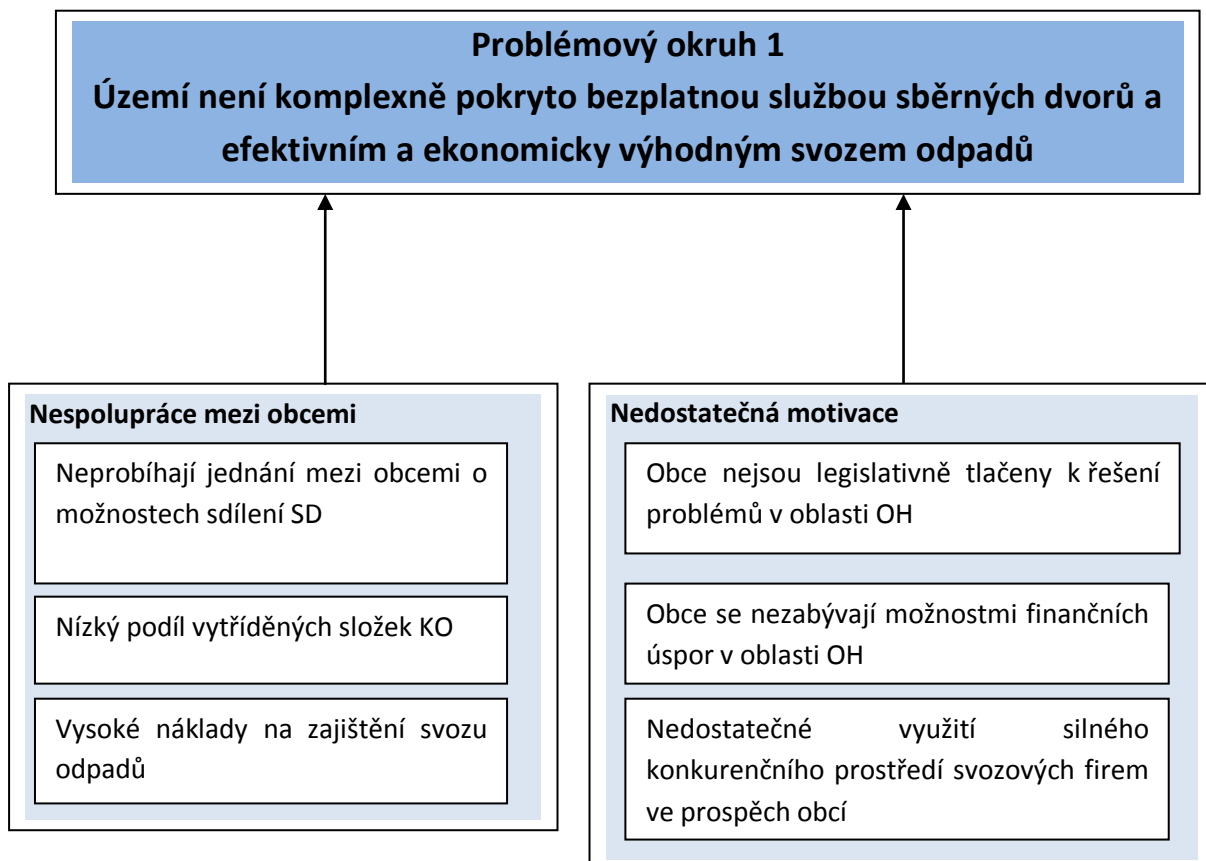 Problémový okruh 1
Území není komplexně pokryto bezplatnou službou sběrných dvorů a
efektivním a ekonomicky výhodným svozem odpadů
Nespolupráce mezi obcemi
Neprobíhají jednání mezi obcemi o
možnostech sdílení SD
Nízký podíl vytříděných složek KO
Vysoké náklady na zajištění svozu
odpadů
Nedostatečná motivace
Obce nejsou legislativně tlačeny k řešení
problémů v oblasti OH
Obce se nezabývají možnostmi finančních
úspor v oblasti OH
Nedostatečné využití silného
konkurenčního prostředí svozových firem
ve prospěch obcí